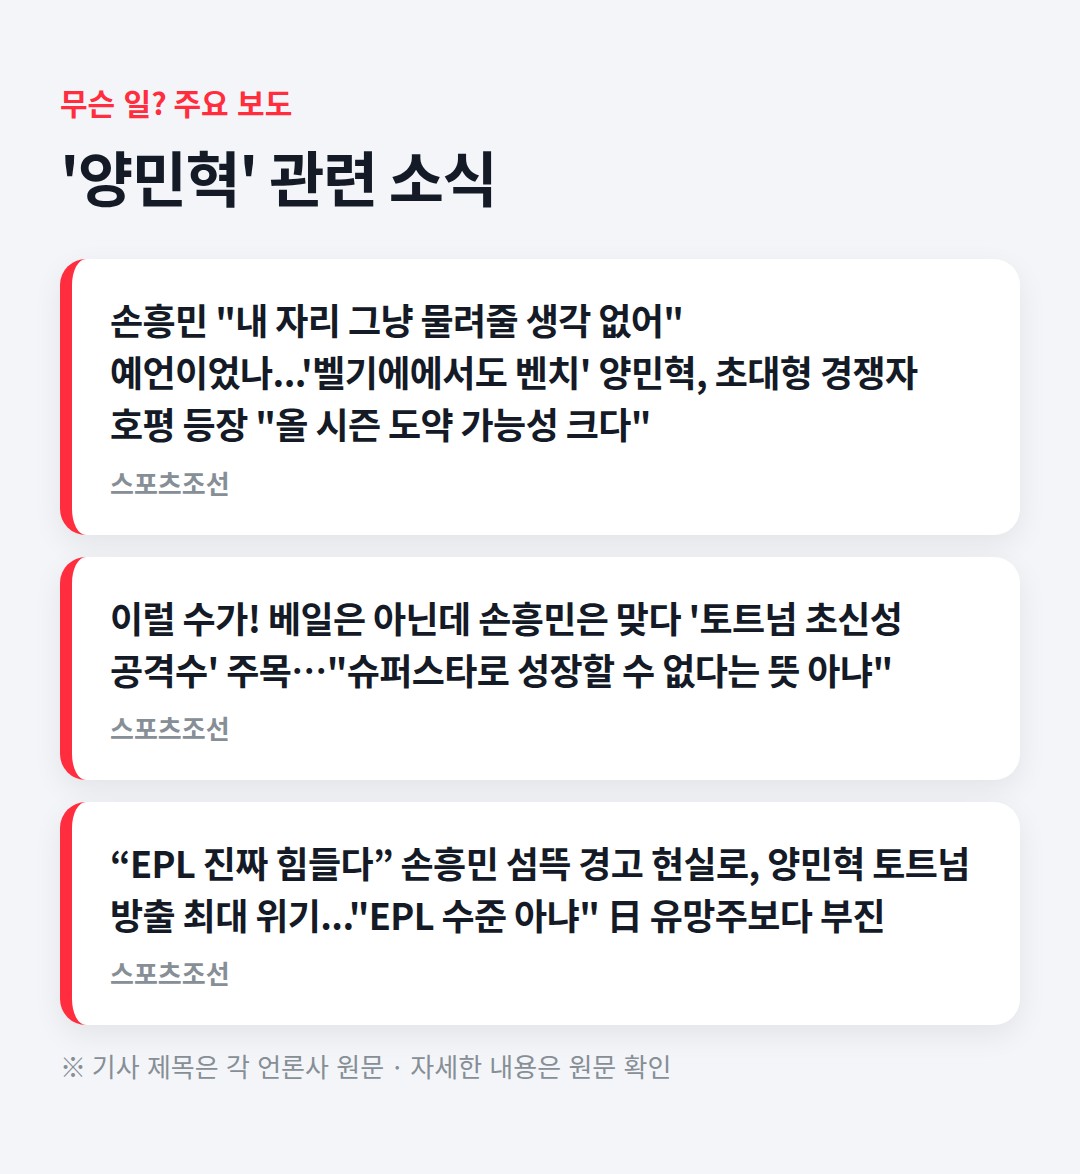 무슨 일? 주요 보도
'양민혁' 관련 소식
손흥민 "내 자리 그냥 물려줄 생각 없어"
예언이었나...'벨기에에서도 벤치' 양민혁, 초대형 경쟁자
호평 등장 "올 시즌 도약 가능성 크다"
스포츠조선
이럴 수가! 베일은 아닌데 손흥민은 맞다 '토트넘 초신성
공격수' 주목…"슈퍼스타로 성장할 수 없다는 뜻 아냐"
스포츠조선
“EPL 진짜 힘들다” 손흥민 섬뜩 경고 현실로, 양민혁 토트넘
방출 최대 위기..."EPL 수준 아냐" 日 유망주보다 부진
스포츠조선
※ 기사 제목은 각 언론사 원문 · 자세한 내용은 원문 확인